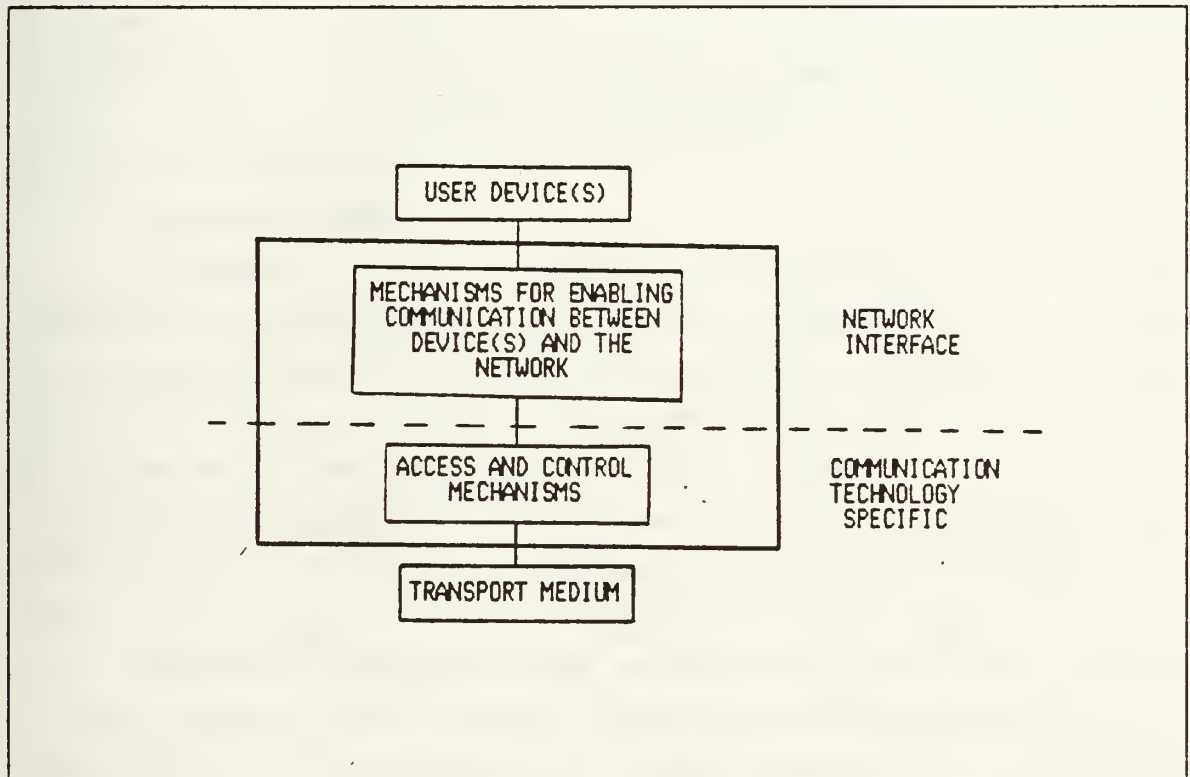 USER DEVICE(S)
MECHANISMS FOR ENABLING
COMMUNICATION BETWEEN
DEVICE(S) AND THE
NETWORK
NETWORK
INTERFACE
ACCESS AND CONTROL
MECHANISMS
COMMUNICATION
TECHNOLOGY
SPECIFIC
TRANSPORT MEDIUM